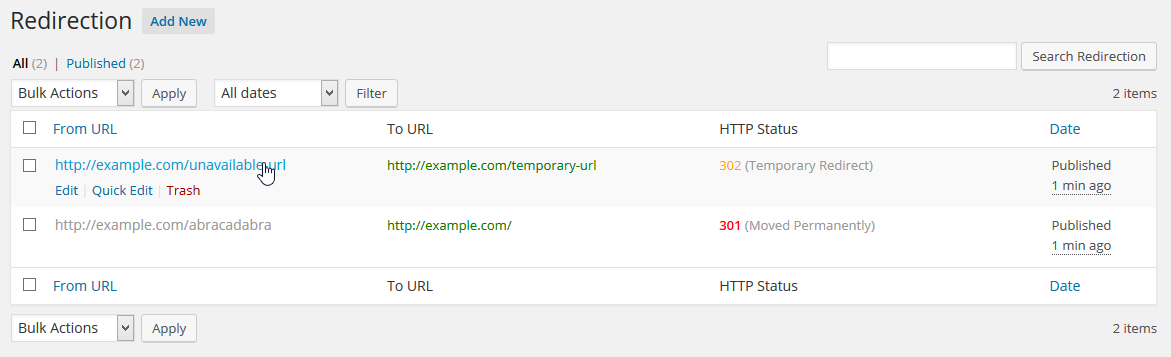 Redirection Add New
All (2) | Published (2)
Search Redirection
Bulk Actions Apply All dates Filter 2 items
From URL To URL HTTP Status Date
http://example.com/unavailable-url http://example.com/temporary-url 302 (Temporary Redirect) Published
1 min ago
Edit | Quick Edit | Trash
http://example.com/abracadabra http://example.com/ 301 (Moved Permanently) Published
1 min ago
From URL To URL HTTP Status Date
Bulk Actions Apply 2 items